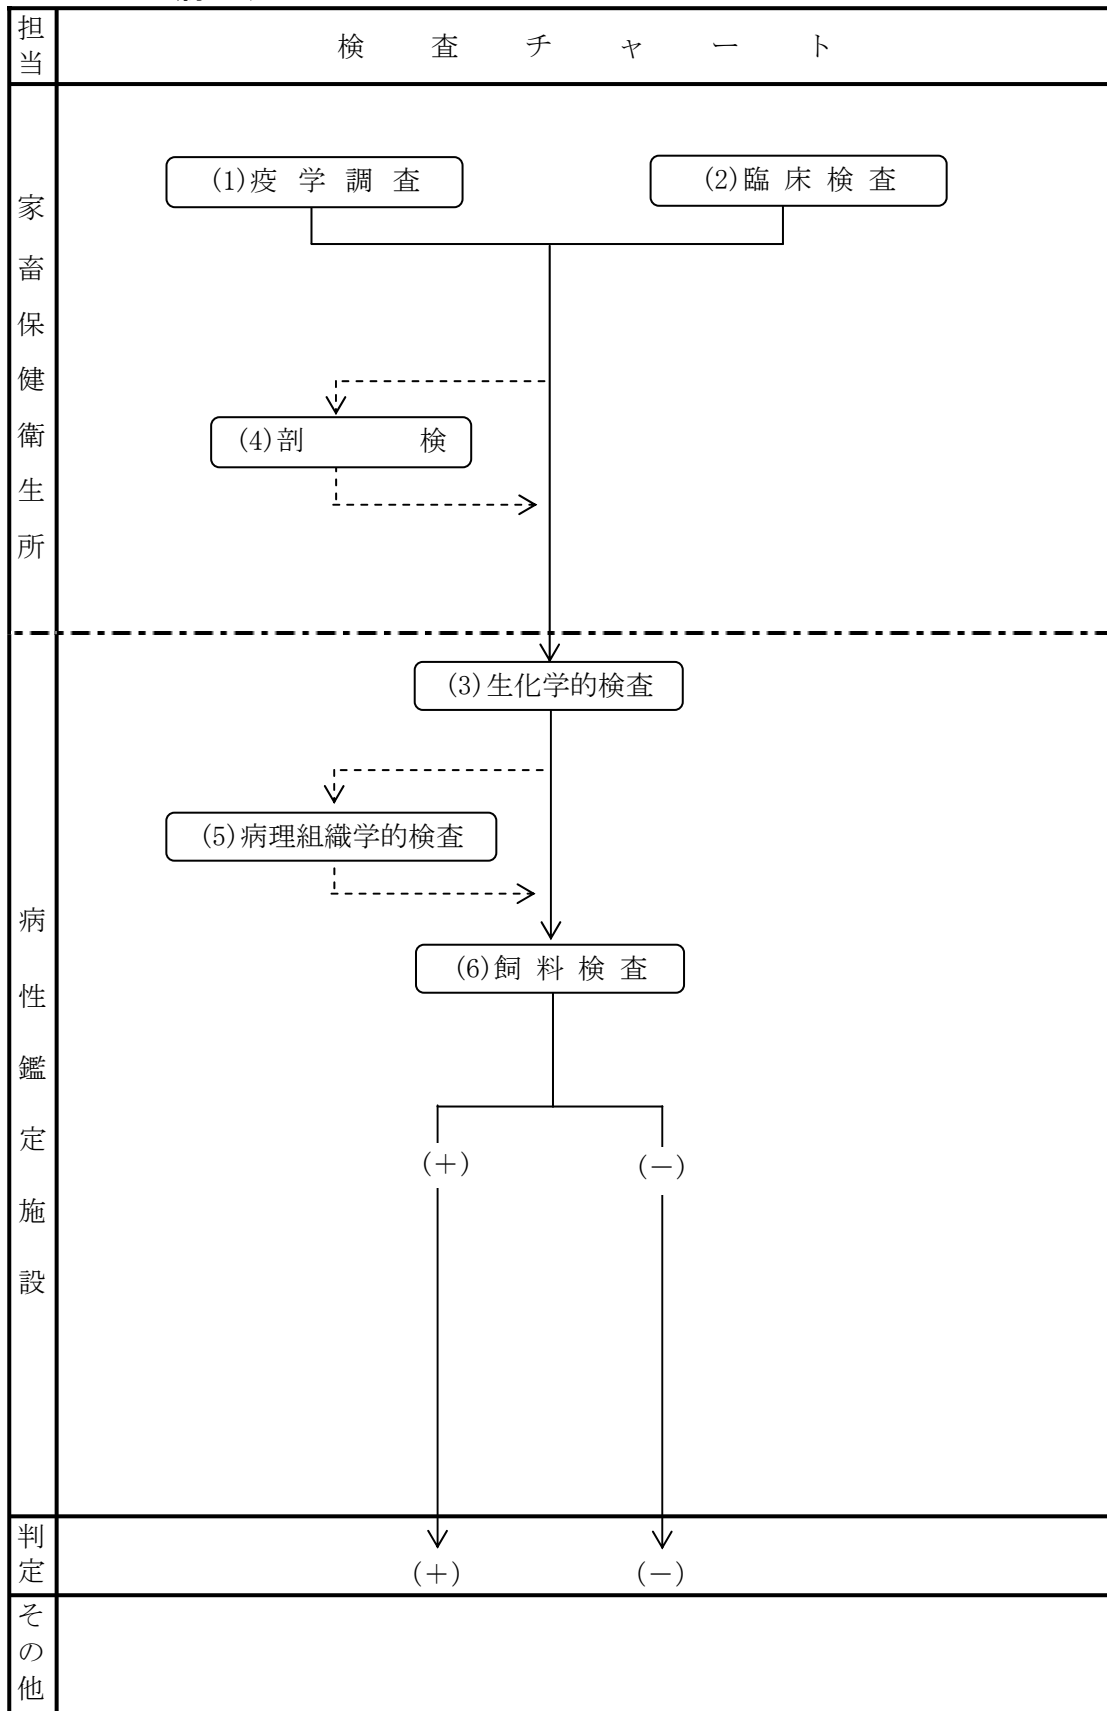 担当
検査チャート
(1)疫学調査
(2)臨床検査
家畜保健衛生所
(4)剖検
(3)生化学的検査
(5)病理組織学的検査
病性鑑定施設
(6)飼料検査
(＋)
(－)
判定
(＋)
(－)
その他